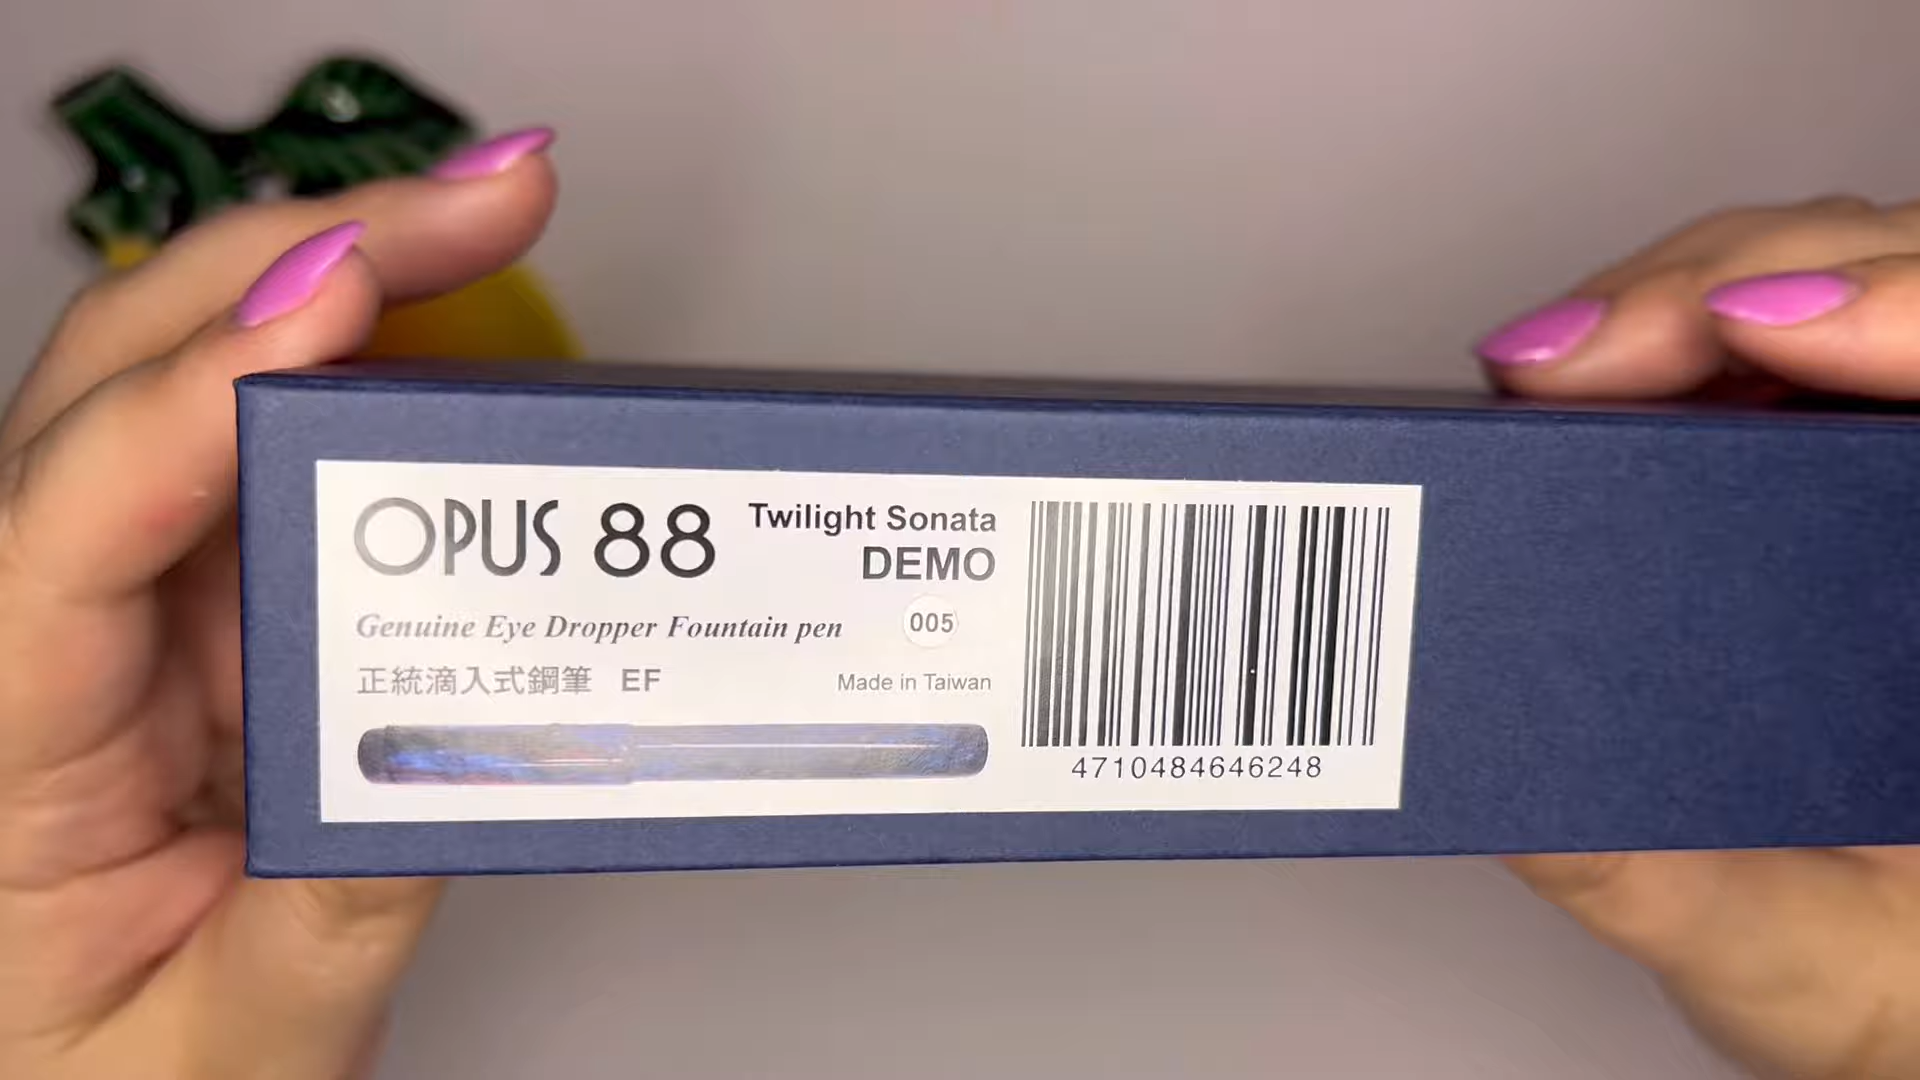 OPUS 88
Twilight Sonata
DEMO
Genuine Eye Dropper Fountain pen
005
正統滴入式鋼筆 EF
Made in Taiwan
4710484646248